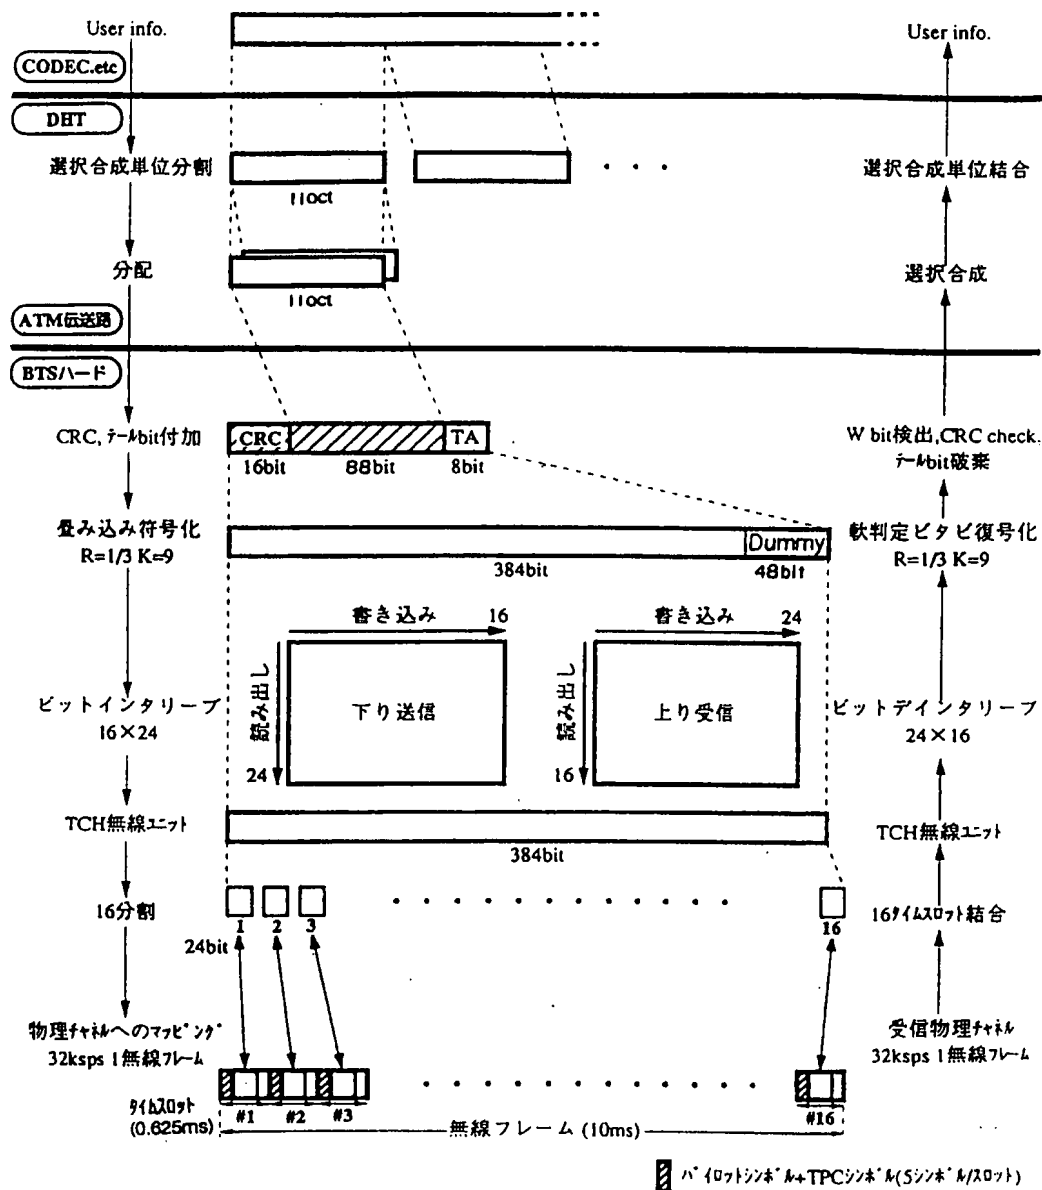 User info.
User info.
CODEC.etc
DHT
選択合成単位分割
選択合成単位結合
11oct
分配
選択合成
11oct
ATM伝送路
BTSハード
CRC, テールbit付加
CRC
TA
W bit検出,CRC check.
テールbit破棄
16bit
88bit
8bit
畳み込み符号化
R=1/3 K=9
Dummy
軟判定ビタビ復号化
R=1/3 K=9
384bit
48bit
書き込み
16
書き込み
24
読み出し
下り送信
読み出し
上り受信
ビットインタリーブ
16×24
ビットデインタリーブ
24×16
24
16
TCH無線ユニット
TCH無線ユニット
384bit
16分割
16タイムスロット結合
1
2
3
16
24bit
物理チャネルへのマッピング
32ksps 1無線フレーム
受信物理チャネル
32ksps 1無線フレーム
タイムスロット
(0.625ms)
#1
#2
#3
#16
無線フレーム (10ms)
パイロットシンボル+TPCシンボル(5シンボル/スロット)